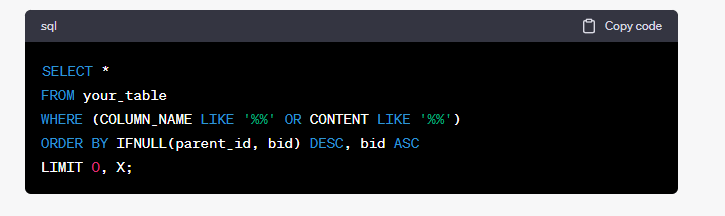 sql
Copy code
SELECT *
FROM your_table
WHERE (COLUMN_NAME LIKE '%%' OR CONTENT LIKE '%%')
ORDER BY IFNULL(parent_id, bid) DESC, bid ASC
LIMIT 0, X;